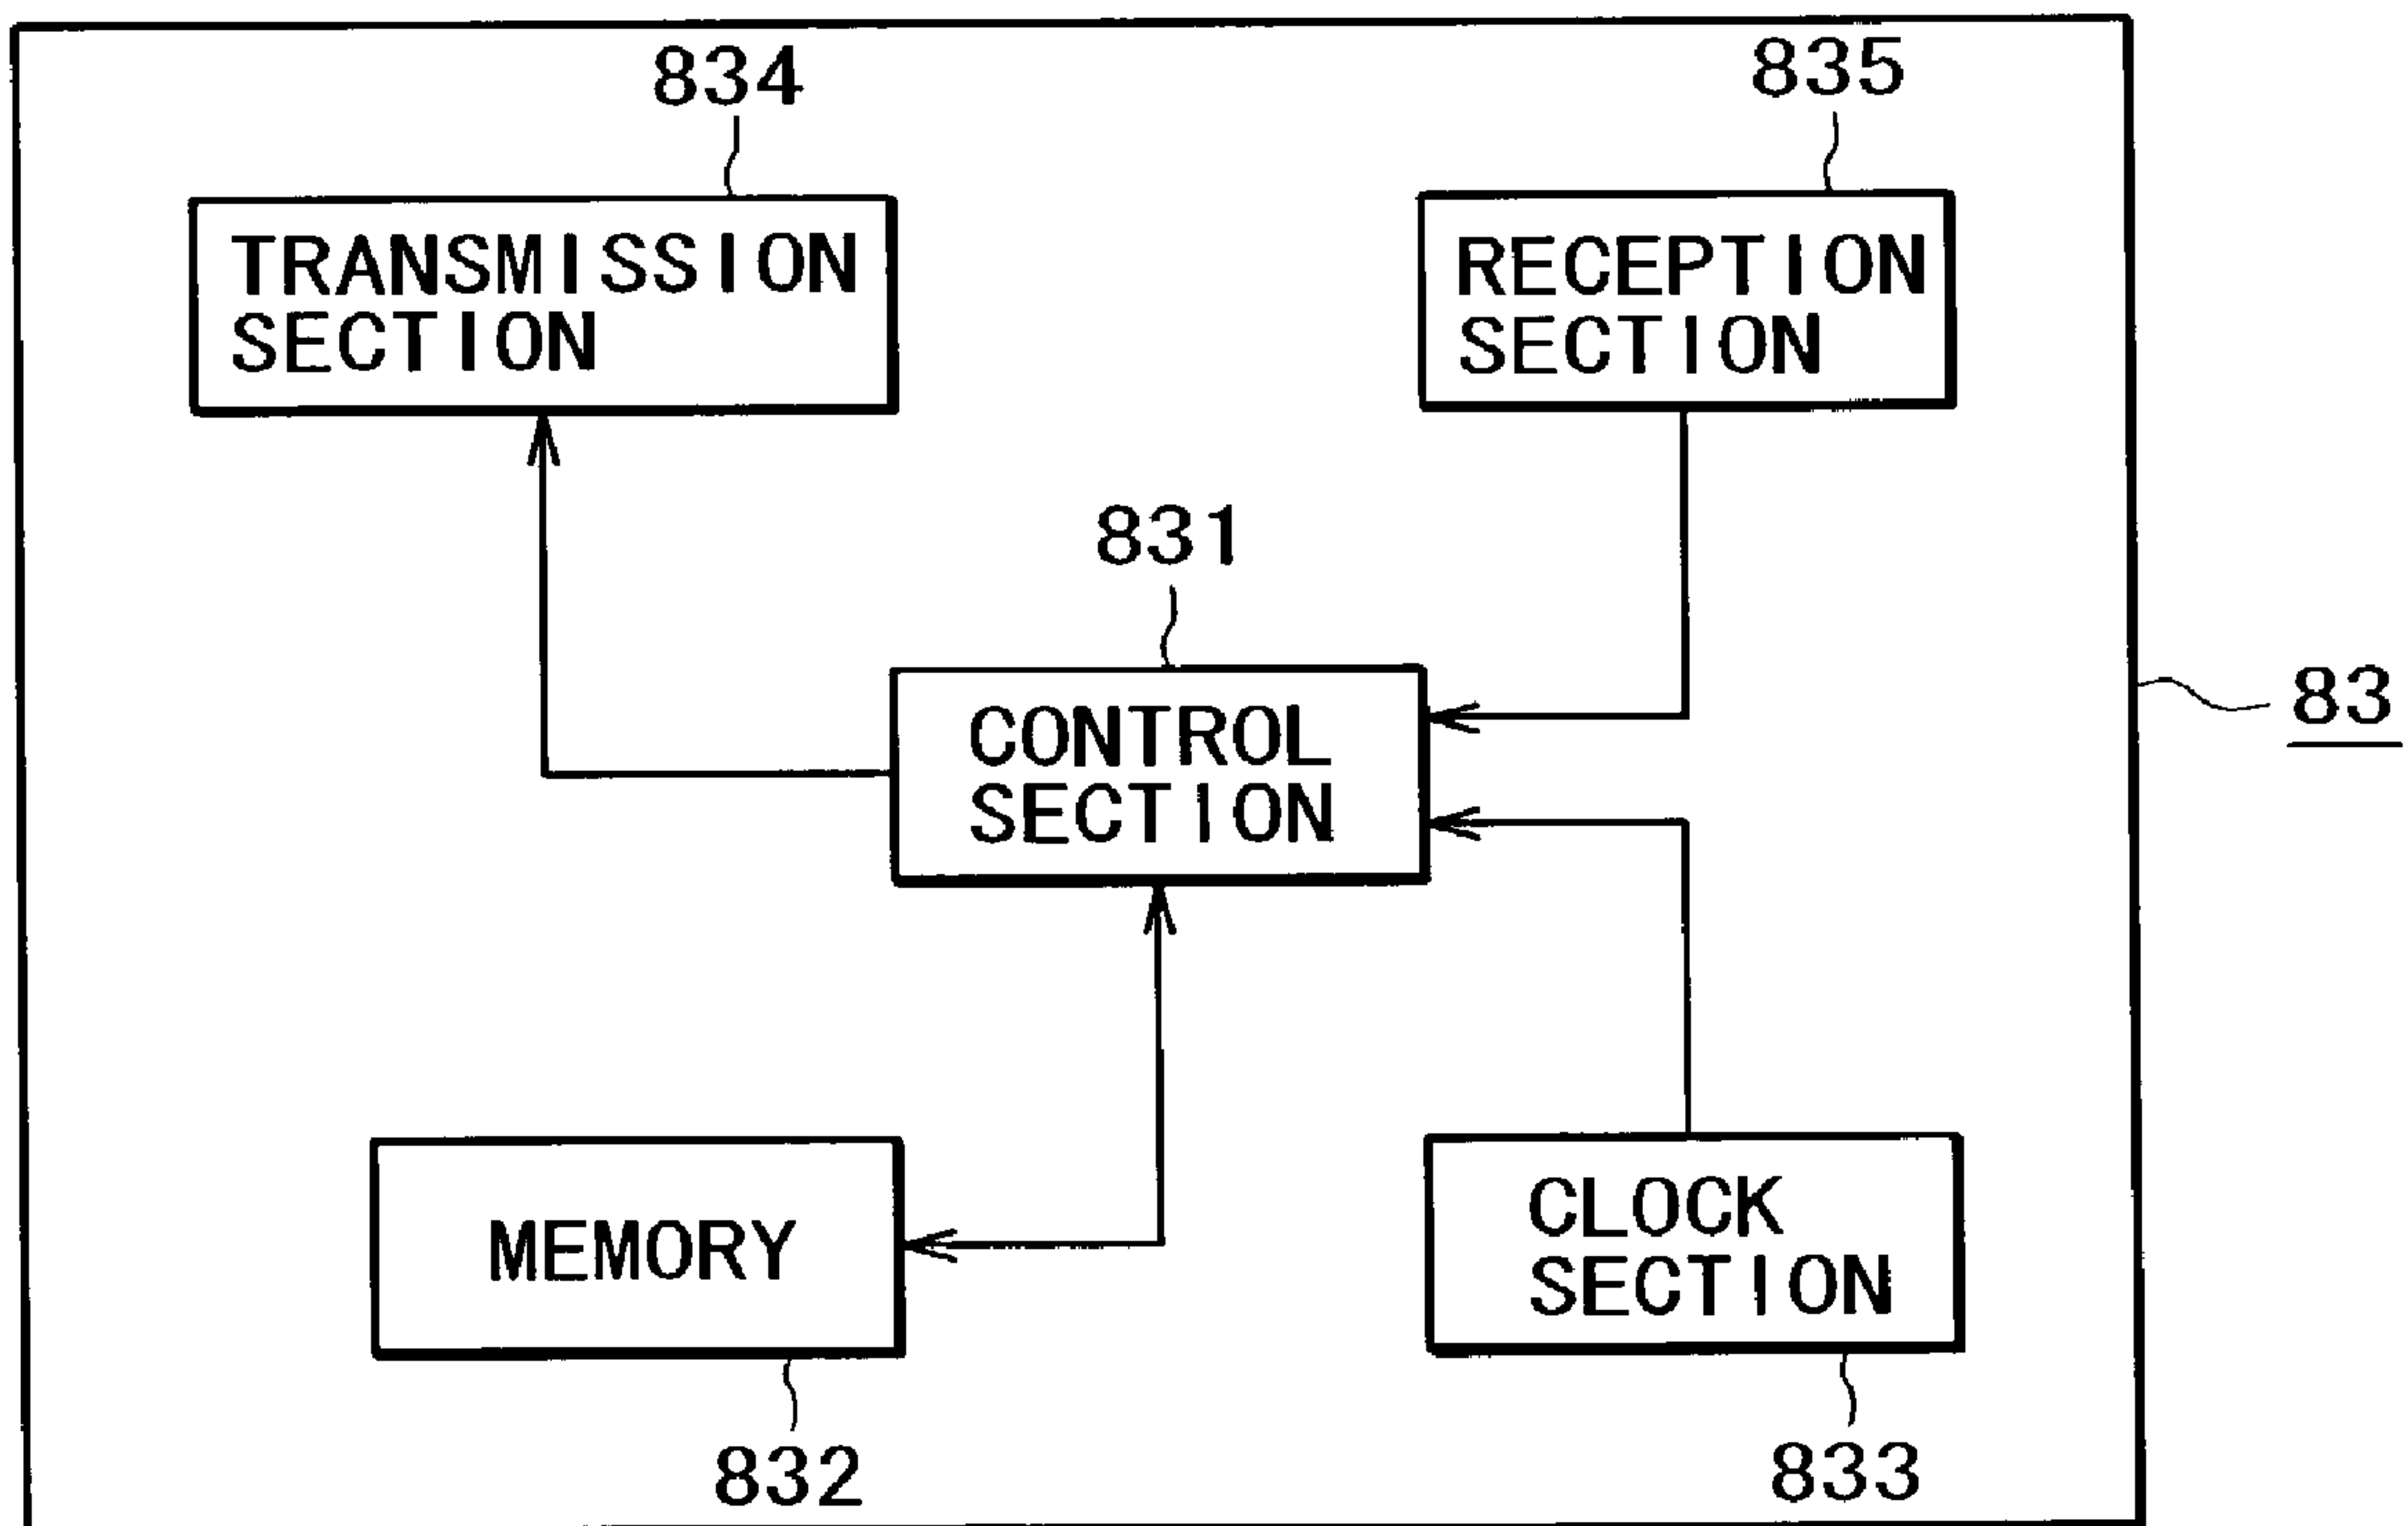 834
835
TRANSMISSION
SECTION
RECEPTION
SECTION
831
CONTROL
SECTION
83
MEMORY
CLOCK
SECTION
832
833